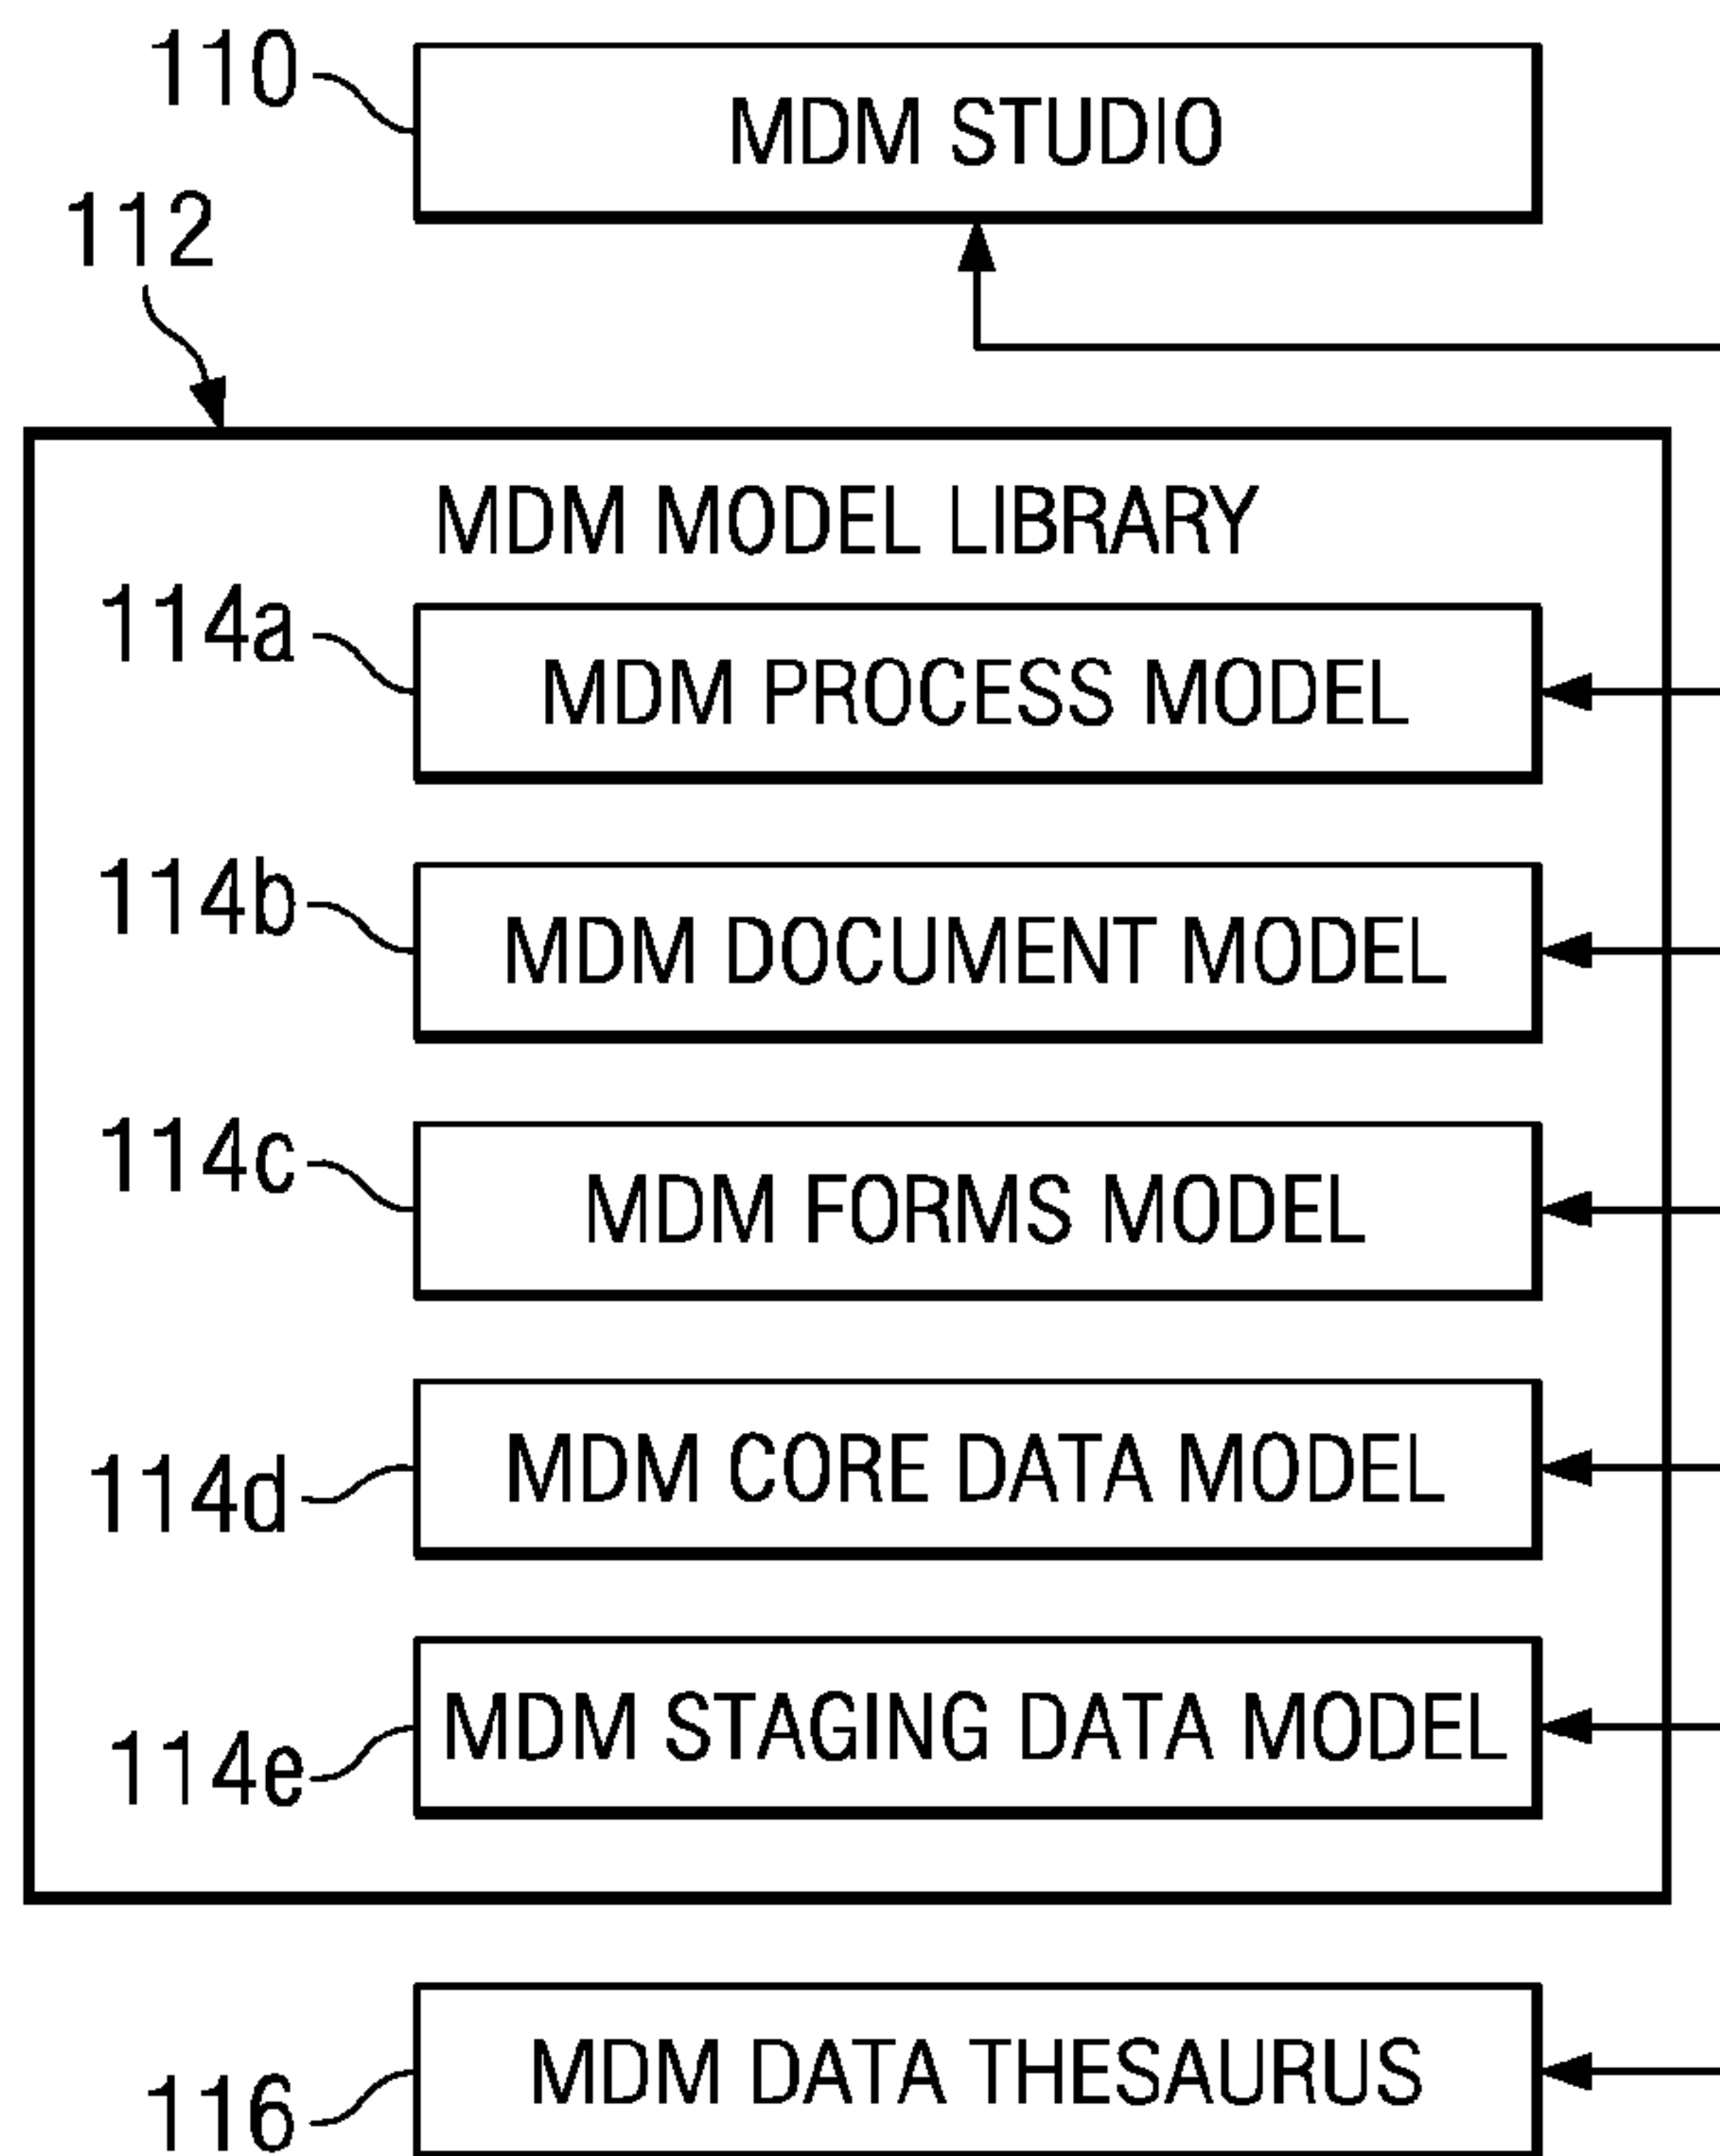 110
MDM STUDIO
112
MDM MODEL LIBRARY
114a
MDM PROCESS MODEL
114b
MDM DOCUMENT MODEL
114c
MDM FORMS MODEL
114d
MDM CORE DATA MODEL
114e
MDM STAGING DATA MODEL
116
MDM DATA THESAURUS